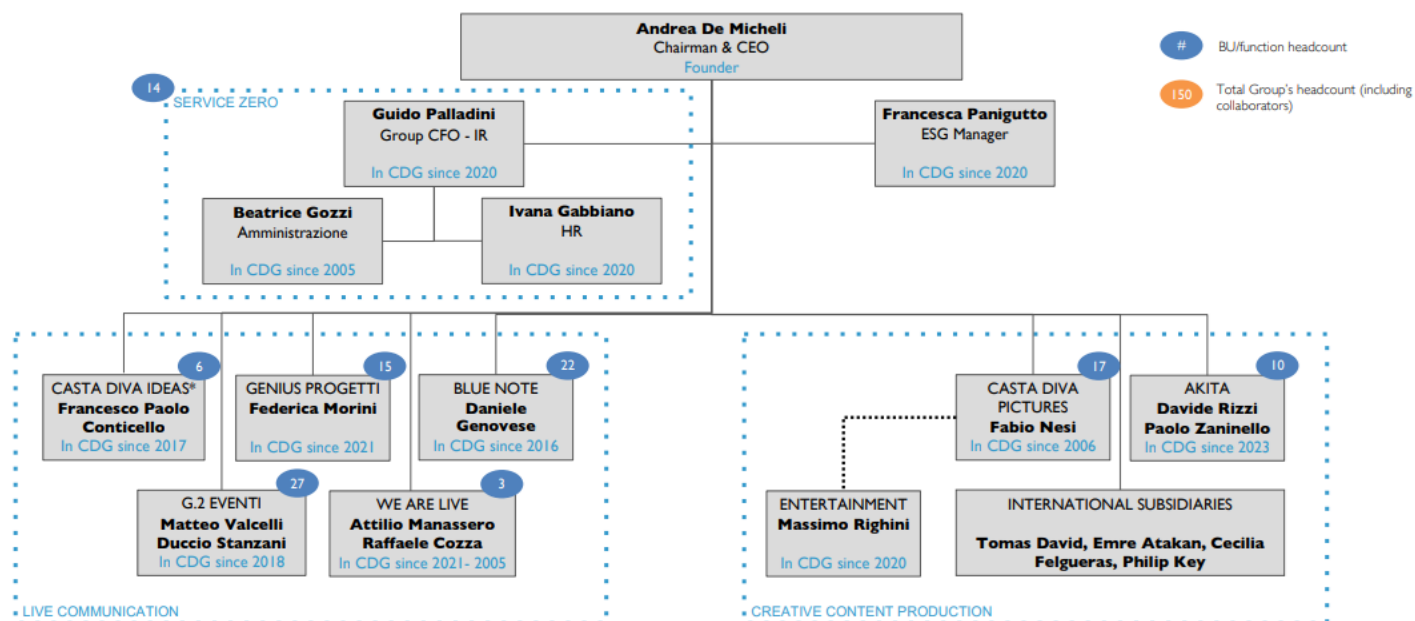 Andrea De Micheli
Chairman & CEO
Founder
#
BU/function headcount
150
Total Group's headcount (including
collaborators)
14
SERVICE ZERO
Guido Palladini
Group CFO - IR
In CDG since 2020
Francesca Panigutto
ESG Manager
In CDG since 2020
Beatrice Gozzi
Amministrazione
In CDG since 2005
Ivana Gabbiano
HR
In CDG since 2020
6
CASTA DIVA IDEAS*
Francesco Paolo
Conticello
In CDG since 2017
15
GENIUS PROGETTI
Federica Morini
In CDG since 2021
22
BLUE NOTE
Daniele
Genovese
In CDG since 2016
27
G.2 EVENTI
Matteo Valcelli
Duccio Stanzani
In CDG since 2018
3
WE ARE LIVE
Attilio Manassero
Raffaele Cozza
In CDG since 2021- 2005
LIVE COMMUNICATION
17
CASTA DIVA
PICTURES
Fabio Nesi
In CDG since 2006
10
AKITA
Davide Rizzi
Paolo Zaninello
In CDG since 2023
ENTERTAINMENT
Massimo Righini
In CDG since 2020
INTERNATIONAL SUBSIDIARIES
Tomas David, Emre Atakan, Cecilia
Felgueras, Philip Key
CREATIVE CONTENT PRODUCTION